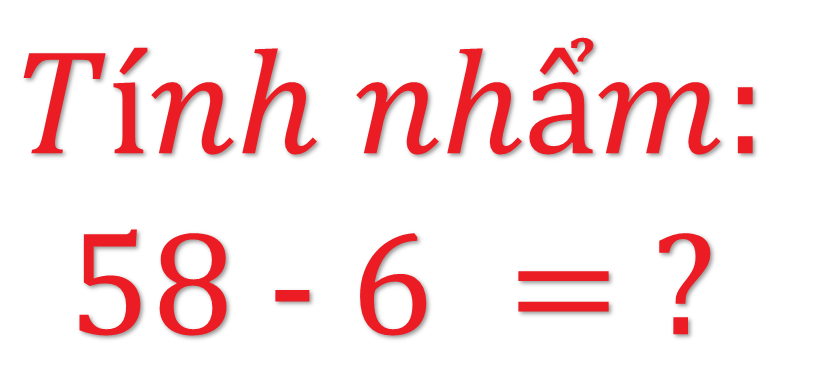 Tính nhẩm:
58 - 6 = ?